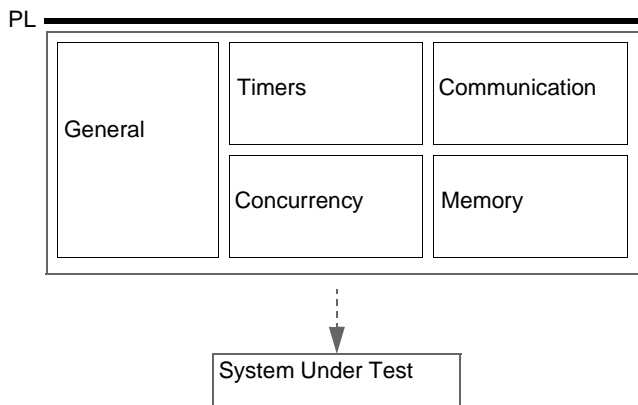 PL
General
Timers
Communication
Concurrency
Memory
System Under Test